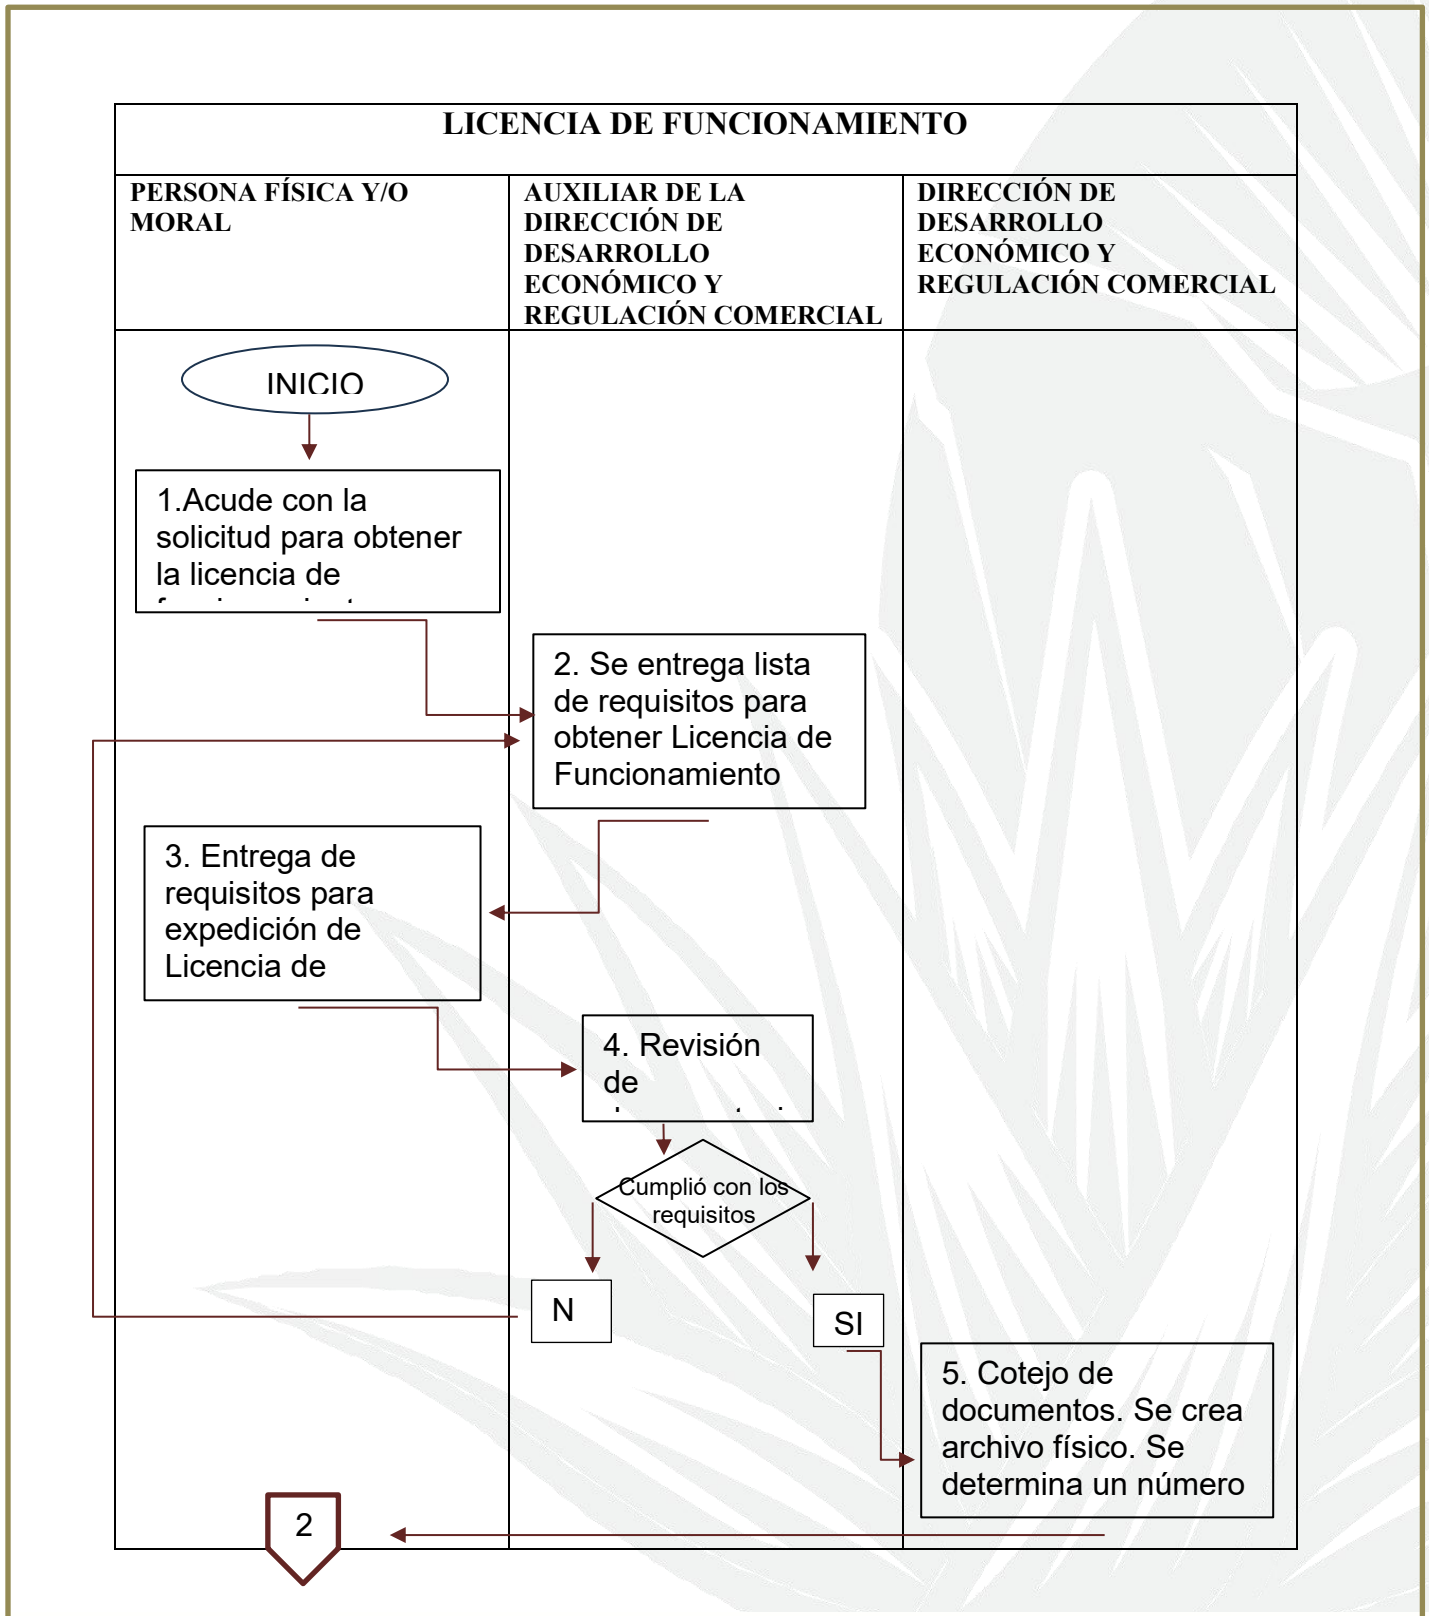 LICENCIA DE FUNCIONAMIENTO
PERSONA FÍSICA Y/O
MORAL
AUXILIAR DE LA
DIRECCIÓN DE
DESARROLLO
ECONÓMICO Y
REGULACIÓN COMERCIAL
DIRECCIÓN DE
DESARROLLO
ECONÓMICO Y
REGULACIÓN COMERCIAL
INICIO
1.Acude con la
solicitud para obtener
la licencia de
2. Se entrega lista
de requisitos para
obtener Licencia de
Funcionamiento
3. Entrega de
requisitos para
expedición de
Licencia de
4. Revisión
de
Cumplió con los
requisitos
N
SI
5. Cotejo de
documentos. Se crea
archivo físico. Se
determina un número
2